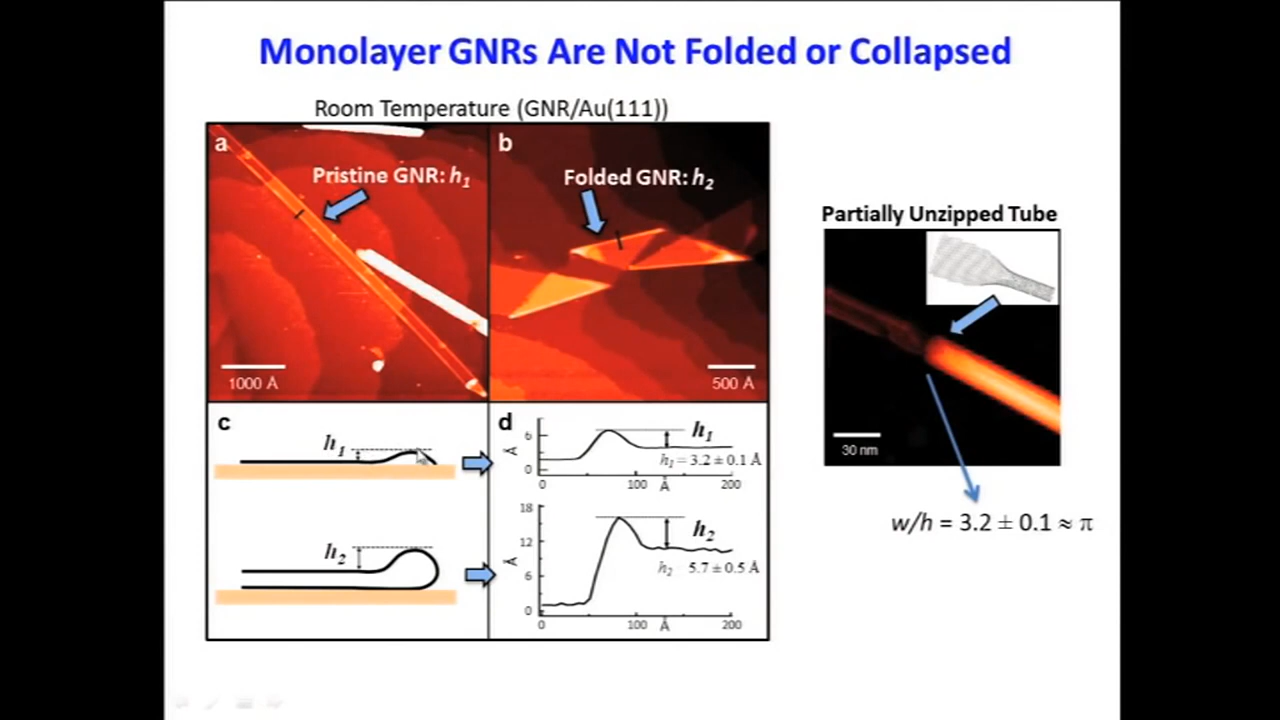 Monolayer GNRs Are Not Folded or Collapsed
Room Temperature (GNR/Au(111))
a
Pristine GNR: h₁
1000 Å
b
Folded GNR: h₂
500 Å
c
h₁
h₂
d
6
0
Å
h₁
h₁ = 3.2 ± 0.1 Å
0 100 Å 200
18
12
6
0
Å
h₂
h₂ 5.7 ± 0.5 Å
0 100 Å 200
Partially Unzipped Tube
30 nm
w/h = 3.2 ± 0.1 ≈ π